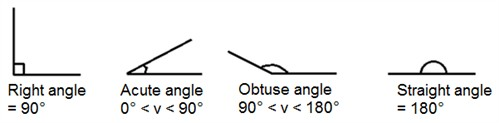 Right angle
= 90°
Acute angle
0° < v < 90°
Obtuse angle
90° < v < 180°
Straight angle
= 180°